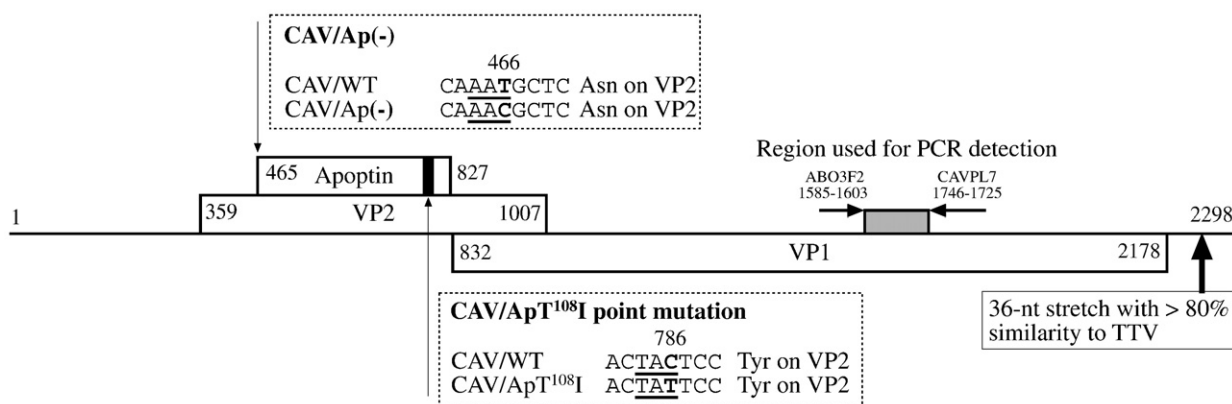 CAV/Ap(-)
466
CAV/WT CAAATGCTC Asn on VP2
CAV/Ap(-) CAAACGCTC Asn on VP2
Region used for PCR detection
ABO3F2 CAVPL7
1585-1603 1746-1725
465 Apoptin 827
359 VP2 1007
1 2298
832 VP1 2178
CAV/ApT¹⁰⁸I point mutation
786
CAV/WT ACTACTCC Tyr on VP2
CAV/ApT¹⁰⁸I ACTATTCC Tyr on VP2
36-nt stretch with > 80%
similarity to TTV